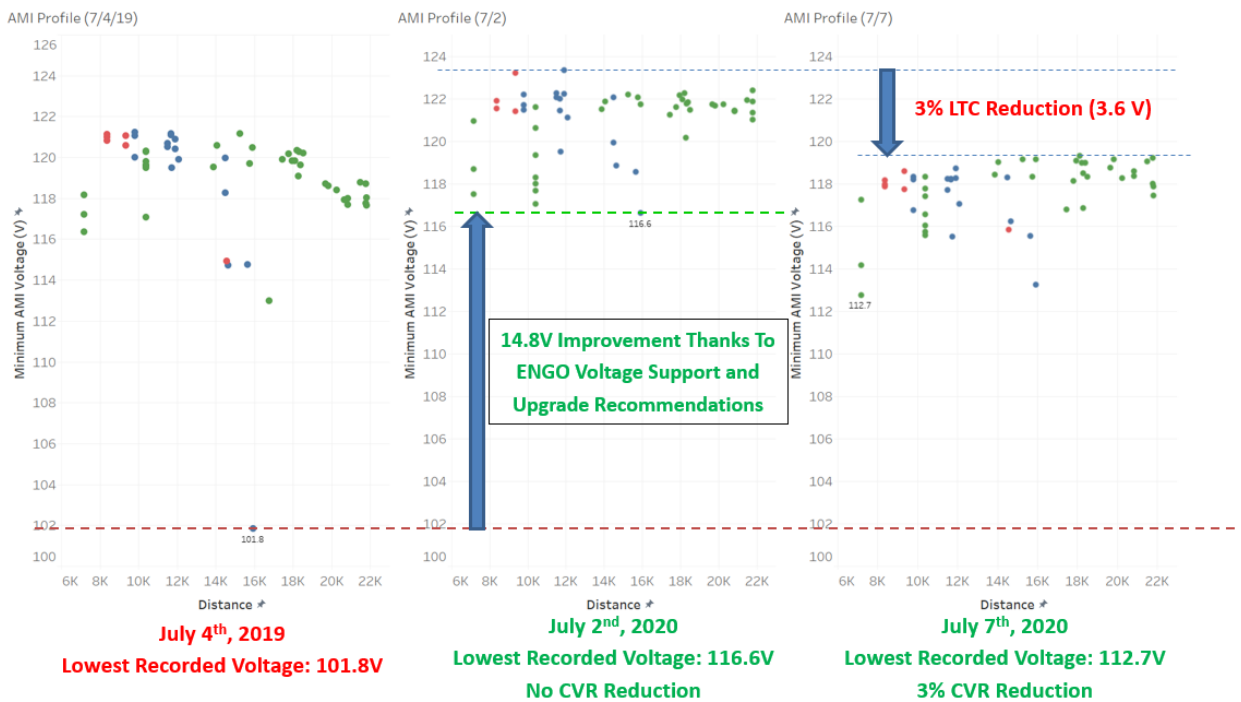 AMI Profile (7/4/19)
AMI Profile (7/2)
AMI Profile (7/7)
126
124
122
120
118
116
114
112
110
108
106
104
102
100
Minimum AMI Voltage (V)
101.8
6K 8K 10K 12K 14K 16K 18K 20K 22K
Distance
124
122
120
118
116
114
112
110
108
106
104
102
100
Minimum AMI Voltage (V)
116.6
14.8V Improvement Thanks To
ENGO Voltage Support and
Upgrade Recommendations
6K 8K 10K 12K 14K 16K 18K 20K 22K
Distance
124
122
120
118
116
114
112
110
108
106
104
102
100
Minimum AMI Voltage (V)
3% LTC Reduction (3.6 V)
112.7
6K 8K 10K 12K 14K 16K 18K 20K 22K
Distance
July 4th, 2019
Lowest Recorded Voltage: 101.8V
July 2nd, 2020
Lowest Recorded Voltage: 116.6V
No CVR Reduction
July 7th, 2020
Lowest Recorded Voltage: 112.7V
3% CVR Reduction